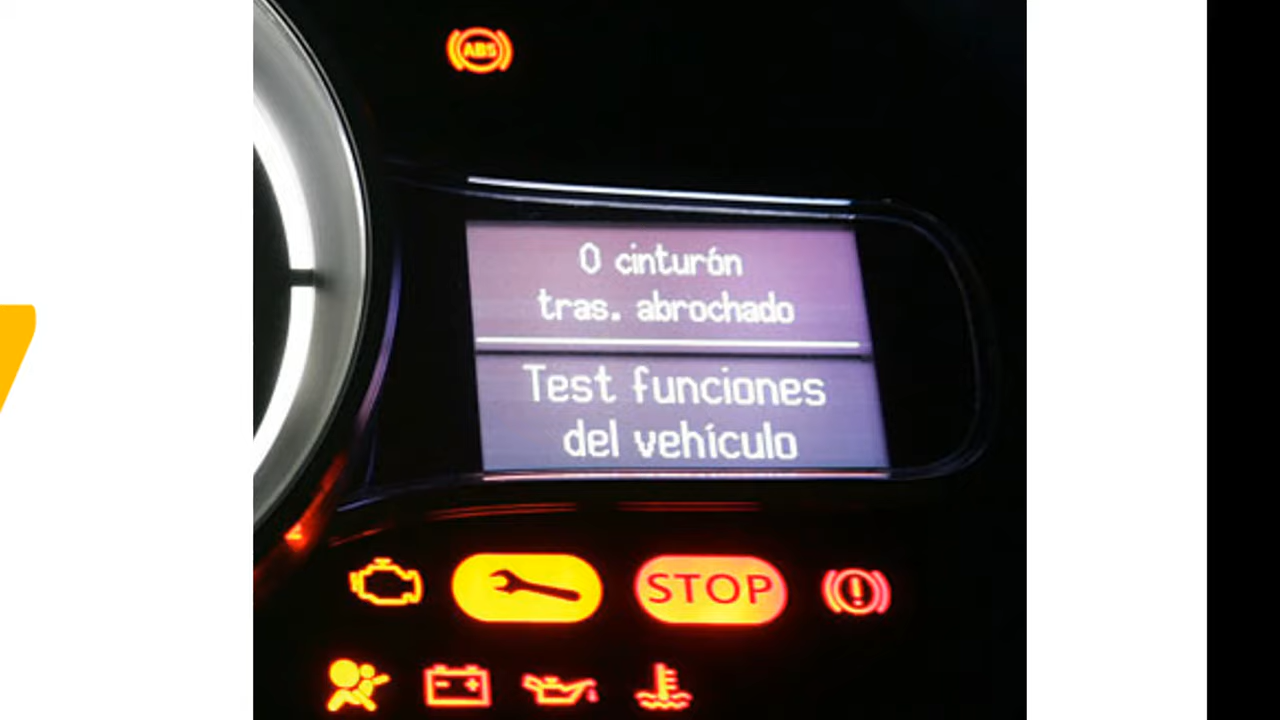 ABS
0 cinturón
tras. abrochado
Test funciones
del vehículo
STOP